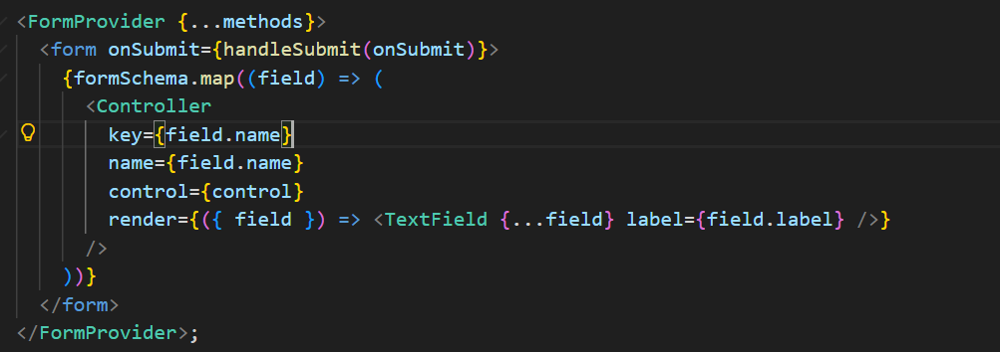 <FormProvider {...methods}>
<form onSubmit={handleSubmit(onSubmit)}>
{formSchema.map((field) => (
<Controller
key={field.name}
name={field.name}
control={control}
render={({ field }) => <TextField {...field} label={field.label} />}
/>
))}
</form>
</FormProvider>;